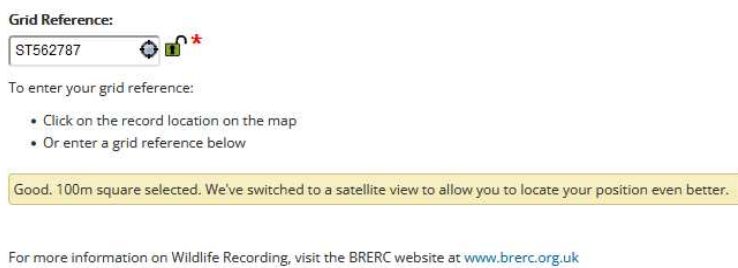 Grid Reference:
ST562787 *
To enter your grid reference:
• Click on the record location on the map
• Or enter a grid reference below
Good. 100m square selected. We've switched to a satellite view to allow you to locate your position even better.
For more information on Wildlife Recording, visit the BRERC website at www.brerc.org.uk